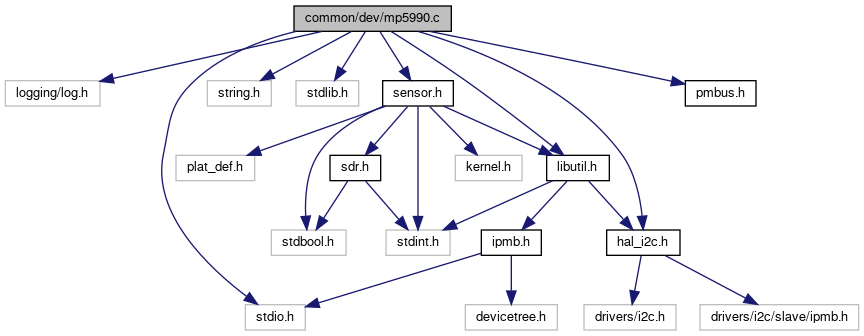 common/dev/mp5990.c
logging/log.h
string.h
stdlib.h
sensor.h
pmbus.h
plat_def.h
sdr.h
kernel.h
libutil.h
stdbool.h
stdint.h
ipmb.h
hal_i2c.h
stdio.h
devicetree.h
drivers/i2c.h
drivers/i2c/slave/ipmb.h